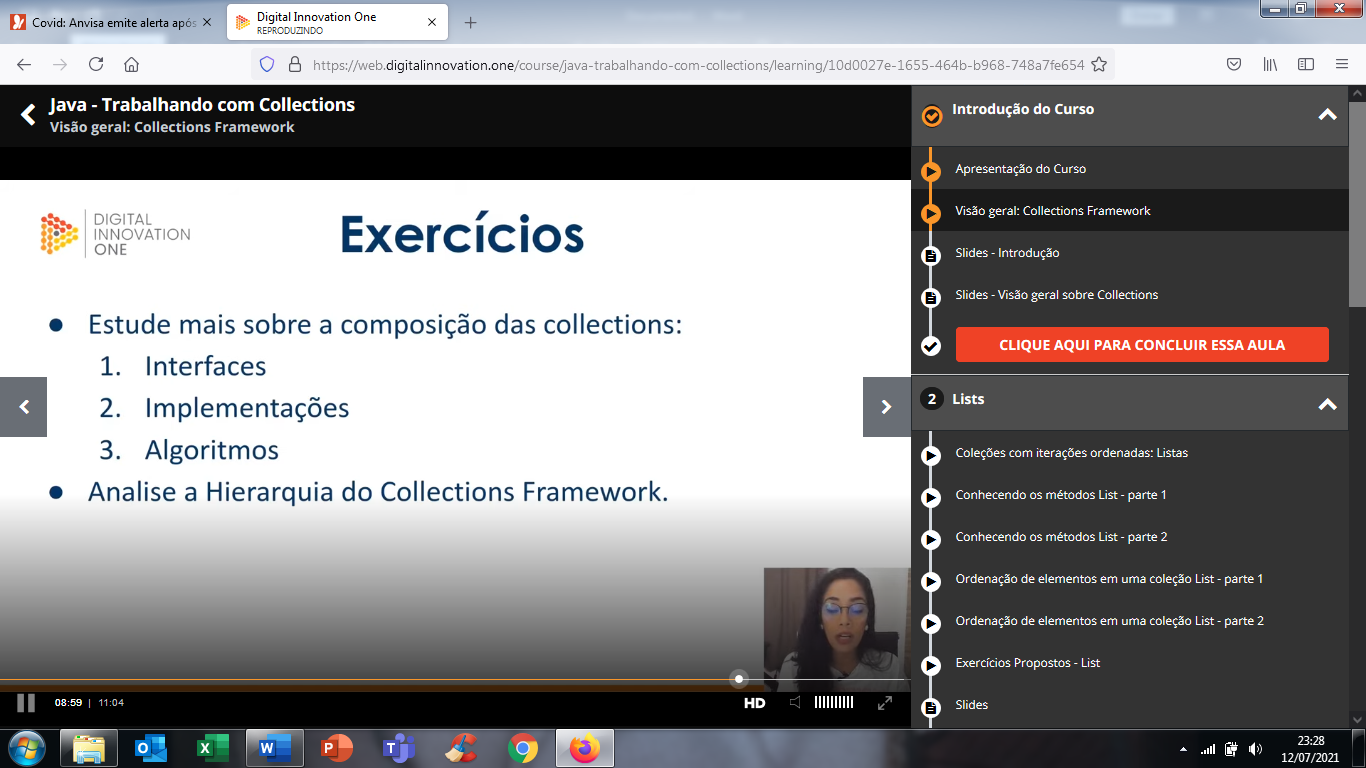 Covid: Anvisa emite alerta após
Digital Innovation One
REPRODUZINDO
https://web.digitalinnovation.one/course/java-trabalhando-com-collections/learning/10d0027e-1655-464b-b968-748a7fe654
Java - Trabalhando com Collections
Visão geral: Collections Framework
DIGITAL
INNOVATION
ONE
Exercícios
● Estude mais sobre a composição das collections:
1. Interfaces
2. Implementações
3. Algoritmos
● Analise a Hierarquia do Collections Framework.
08:59 | 11:04
HD
Introdução do Curso
Apresentação do Curso
Visão geral: Collections Framework
Slides - Introdução
Slides - Visão geral sobre Collections
CLIQUE AQUI PARA CONCLUIR ESSA AULA
2 Lists
Coleções com iterações ordenadas: Listas
Conhecendo os métodos List - parte 1
Conhecendo os métodos List - parte 2
Ordenação de elementos em uma coleção List - parte 1
Ordenação de elementos em uma coleção List - parte 2
Exercícios Propostos - List
Slides
23:28
12/07/2021